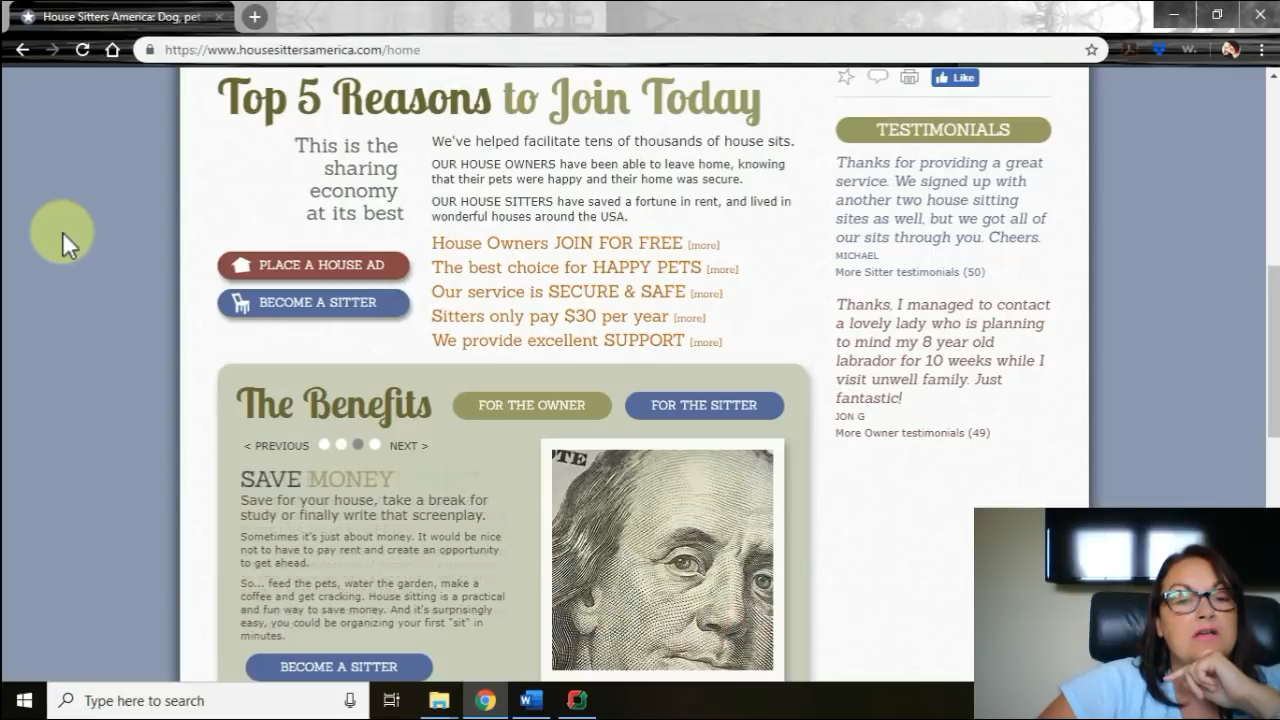 House Sitters America: Dog, pet
https://www.housesittersamerica.com/home
w.
Top 5 Reasons to Join Today
This is the
sharing
economy
at its best
PLACE A HOUSE AD
BECOME A SITTER
We've helped facilitate tens of thousands of house sits.
OUR HOUSE OWNERS have been able to leave home, knowing
that their pets were happy and their home was secure.
OUR HOUSE SITTERS have saved a fortune in rent, and lived in
wonderful houses around the USA.
House Owners JOIN FOR FREE [more]
The best choice for HAPPY PETS [more]
Our service is SECURE & SAFE [more]
Sitters only pay $30 per year [more]
We provide excellent SUPPORT [more]
Like
TESTIMONIALS
Thanks for providing a great
service. We signed up with
another two house sitting
sites as well, but we got all of
our sits through you. Cheers.
MICHAEL
More Sitter testimonials (50)
Thanks, I managed to contact
a lovely lady who is planning
to mind my 8 year old
labrador for 10 weeks while I
visit unwell family. Just
fantastic!
JON G
More Owner testimonials (49)
The Benefits
FOR THE OWNER
FOR THE SITTER
< PREVIOUS
NEXT >
SAVE MONEY
Save for your house, take a break for
study or finally write that screenplay.
Sometimes it's just about money. It would be nice
not to have to pay rent and create an opportunity
to get ahead.
So... feed the pets, water the garden, make a
coffee and get cracking. House sitting is a practical
and fun way to save money. And it's surprisingly
easy, you could be organizing your first "sit" in
minutes.
BECOME A SITTER
TE
Type here to search